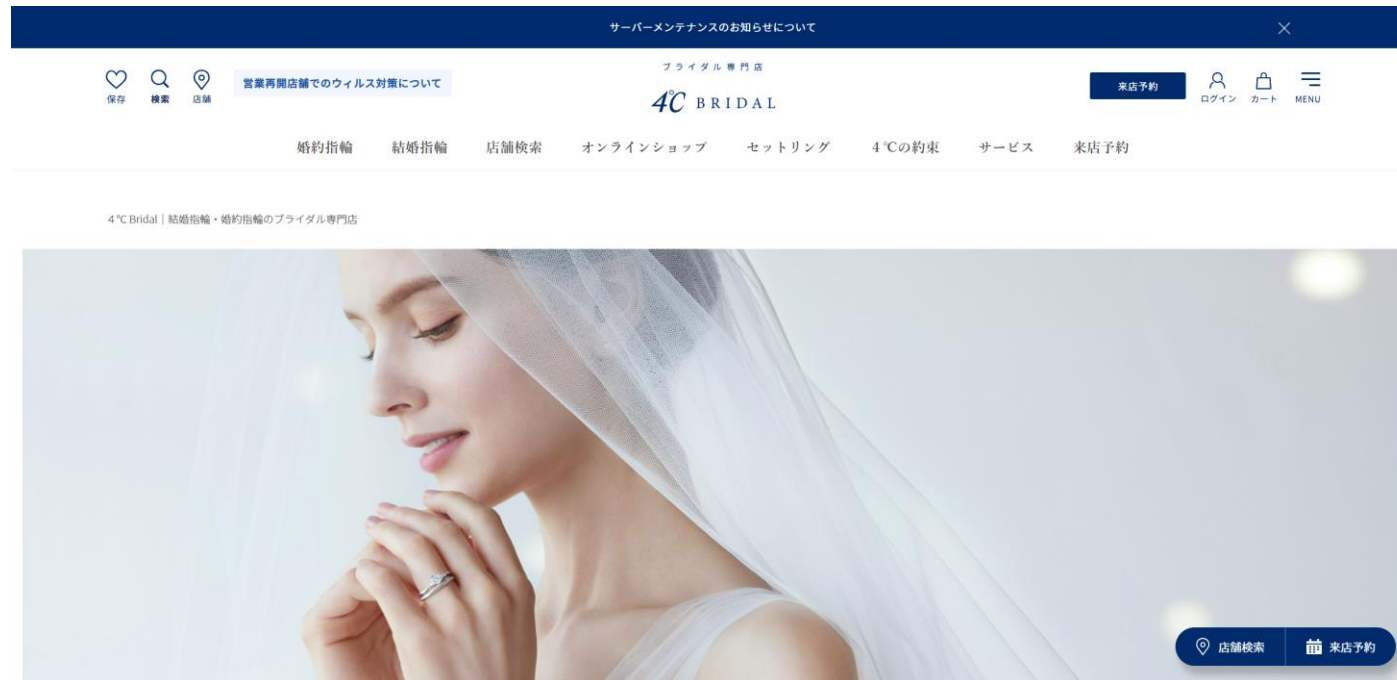 サーバーメンテナンスのお知らせについて
保存
検索
店舗
営業再開店舗でのウィルス対策について
ブライダル専門店
4℃ BRIDAL
来店予約
ログイン
カート
MENU
婚約指輪 結婚指輪 店舗検索 オンラインショップ セットリング 4℃の約束 サービス 来店予約
4℃ Bridal｜結婚指輪・婚約指輪のブライダル専門店
店舗検索
来店予約